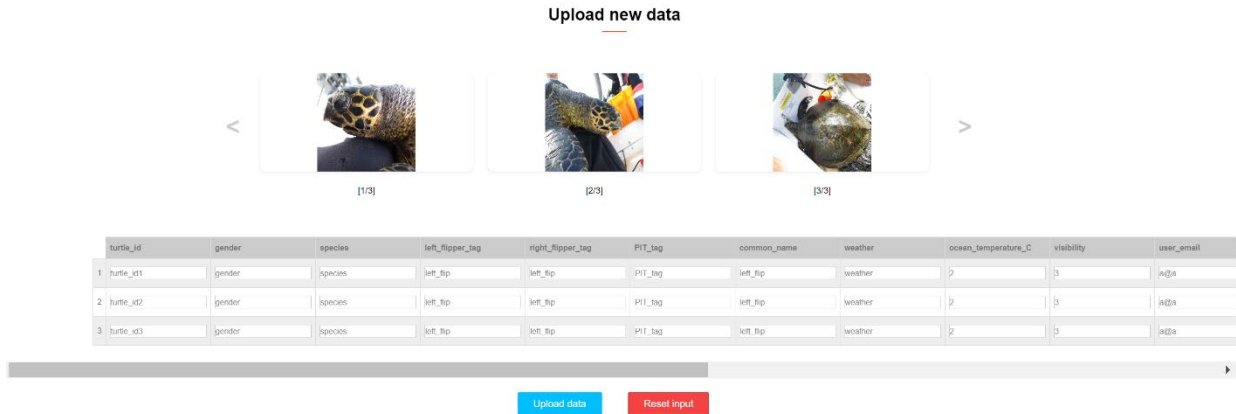 Upload new data
< >
[1/3] [2/3] [3/3]
turtle_id gender species left_flipper_tag right_flipper_tag PIT_tag common_name weather ocean_temperature_C visibility user_email
1 turtle_id1 gender species left_flip left_flip PIT_tag left_flip weather 2 3 a@a
2 turtle_id2 gender species left_flip left_flip PIT_tag left_flip weather 2 3 a@a
3 turtle_id3 gender species left_flip left_flip PIT_tag left_flip weather 2 3 a@a
Upload data Reset input